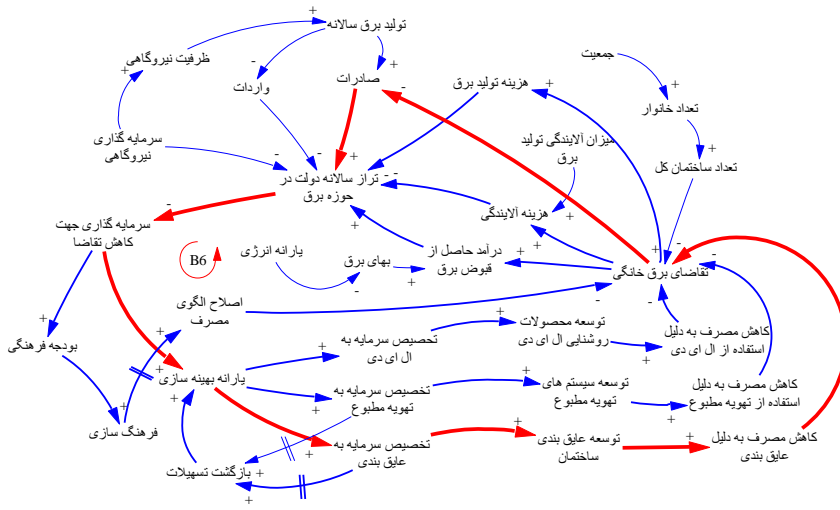 تولید برق سالانه
ظرفیت نیروگاهی
صادرات
واردات
هزینه تولید برق
جمعیت
تعداد خانوار
سرمایه گذاری
نیروگاهی
میزان آلایندگی تولید
برق
تعداد ساختمان کل
تراز سالانه دولت در
حوزه برق
سرمایه گذاری جهت
کاهش تقاضا
هزینه آلایندگی
B6
یارانه انرژی
بهای برق
درآمد حاصل از
قبوض برق
تقاضای برق خانگی
اصلاح الگوی
مصرف
بودجه فرهنگی
تخصیص سرمایه به
ال ای دی
توسعه محصولات
روشنایی ال ای دی
کاهش مصرف به دلیل
استفاده از ال ای دی
یارانه بهینه سازی
تخصیص سرمایه به
تهویه مطبوع
توسعه سیستم های
تهویه مطبوع
کاهش مصرف به دلیل
استفاده از تهویه مطبوع
فرهنگ سازی
بازگشت تسهیلات
تخصیص سرمایه به
عایق بندی
توسعه عایق بندی
ساختمان
کاهش مصرف به دلیل
عایق بندی